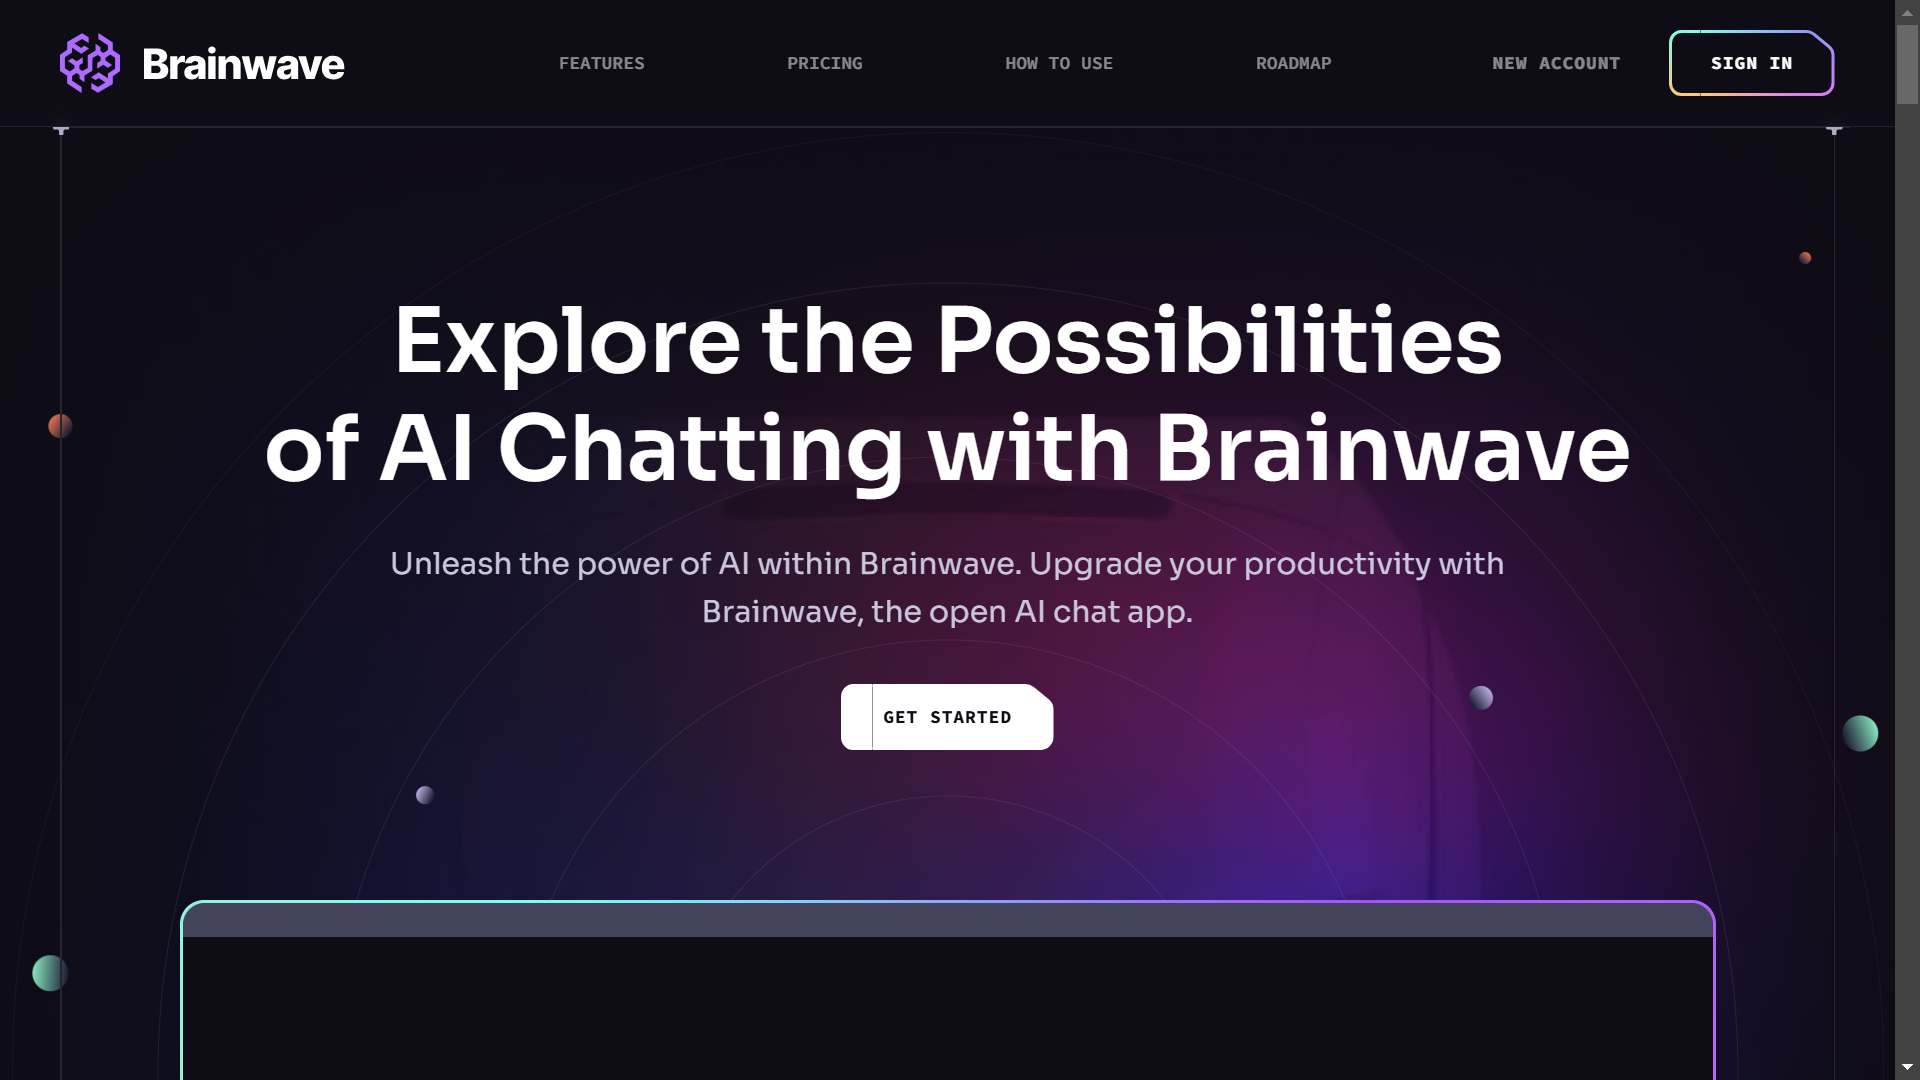 Brainwave
FEATURES
PRICING
HOW TO USE
ROADMAP
NEW ACCOUNT
SIGN IN
Explore the Possibilities
of AI Chatting with Brainwave
Unleash the power of AI within Brainwave. Upgrade your productivity with
Brainwave, the open AI chat app.
GET STARTED